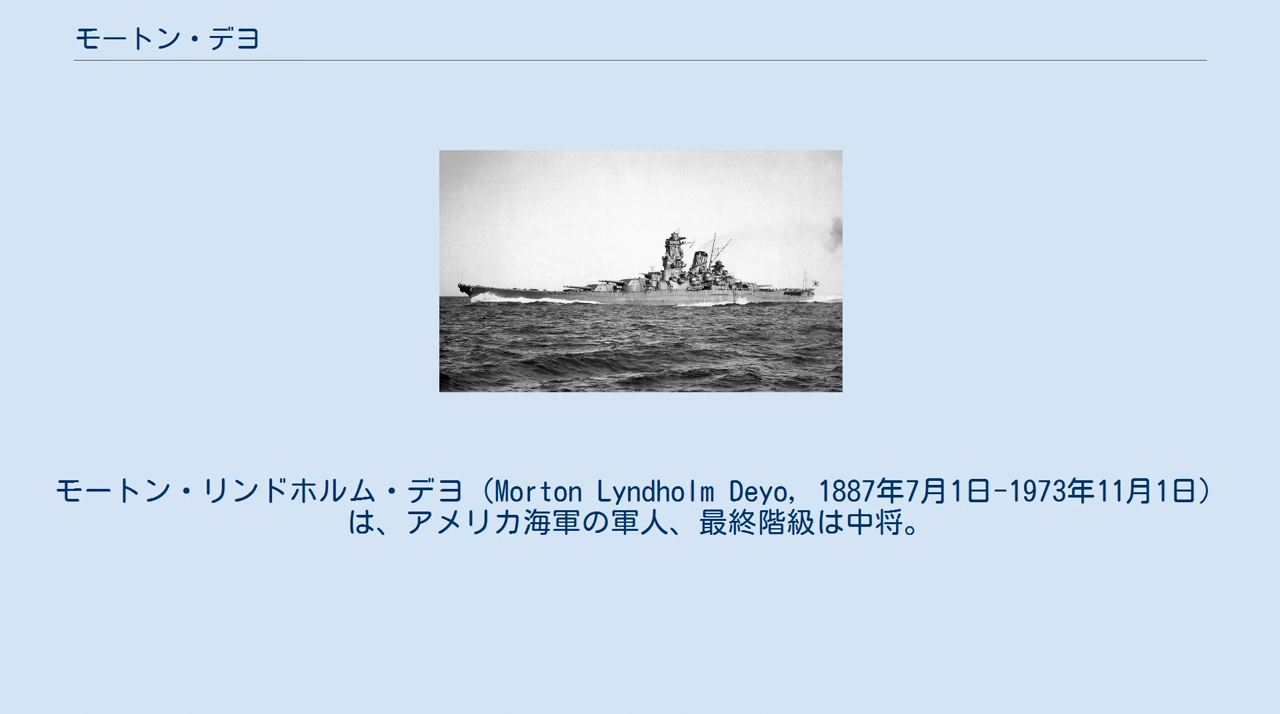 モートン・デヨ
モートン・リンドホルム・デヨ（Morton Lyndholm Deyo, 1887年7月1日-1973年11月1日）
は、アメリカ海軍の軍人、最終階級は中将。